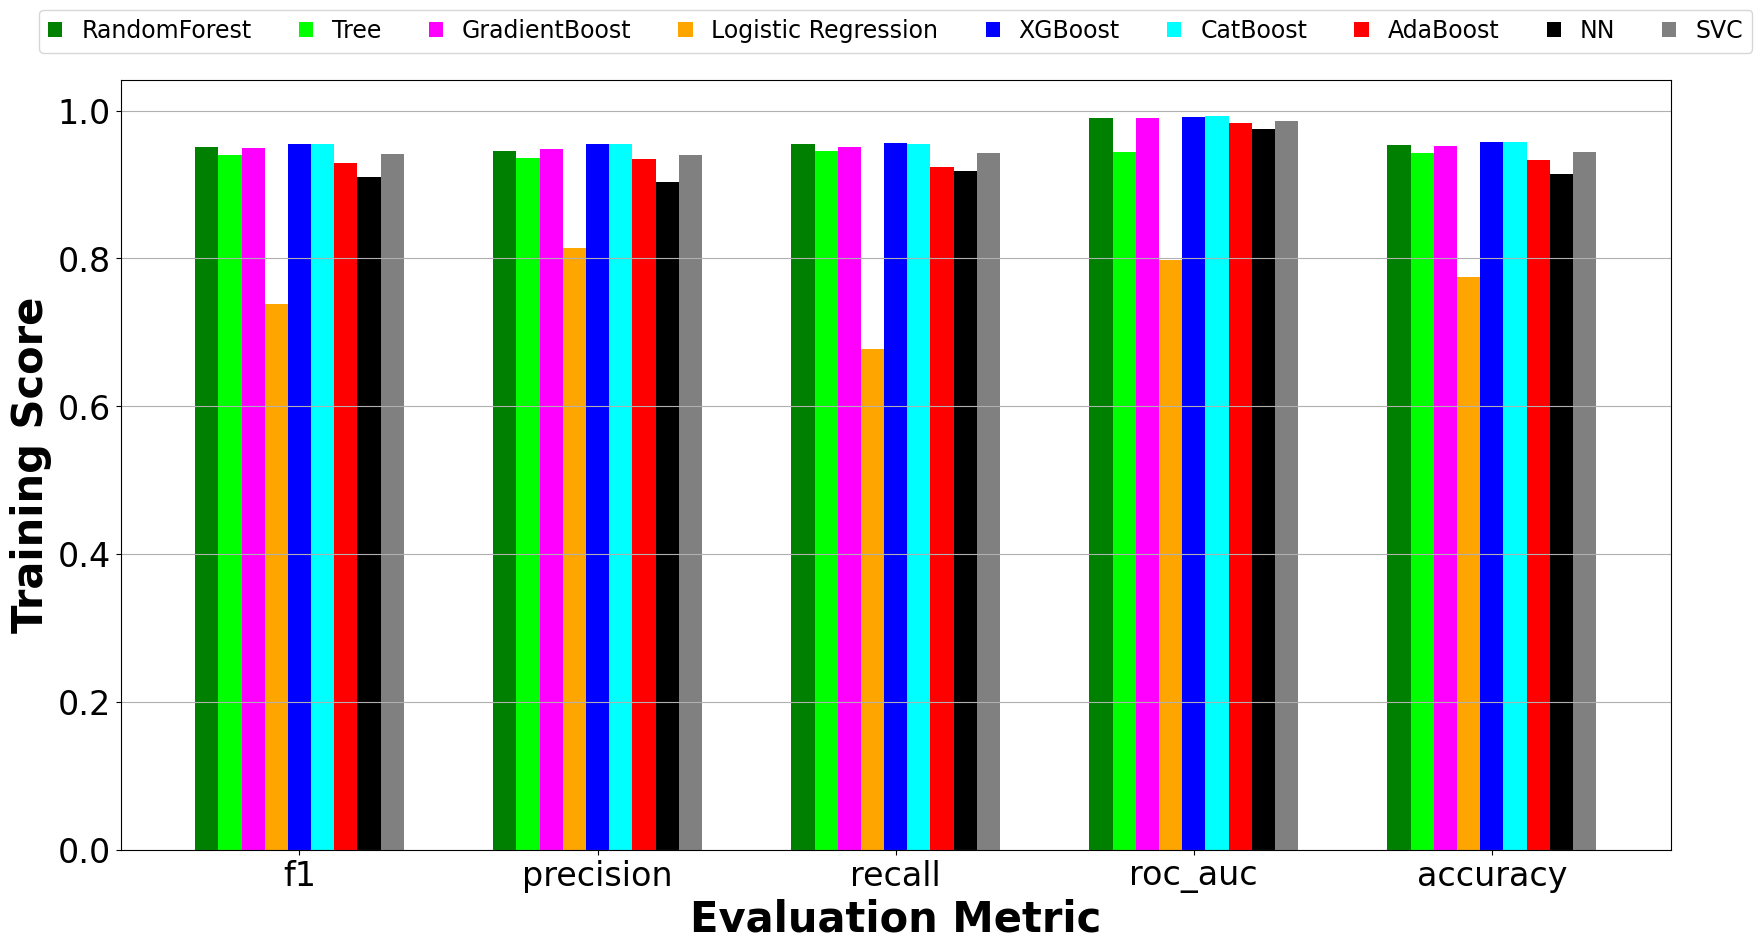 RandomForest Tree GradientBoost Logistic Regression XGBoost CatBoost AdaBoost NN SVC
1.0
0.8
0.6
0.4
0.2
0.0
Training Score
f1 precision recall roc_auc accuracy
Evaluation Metric